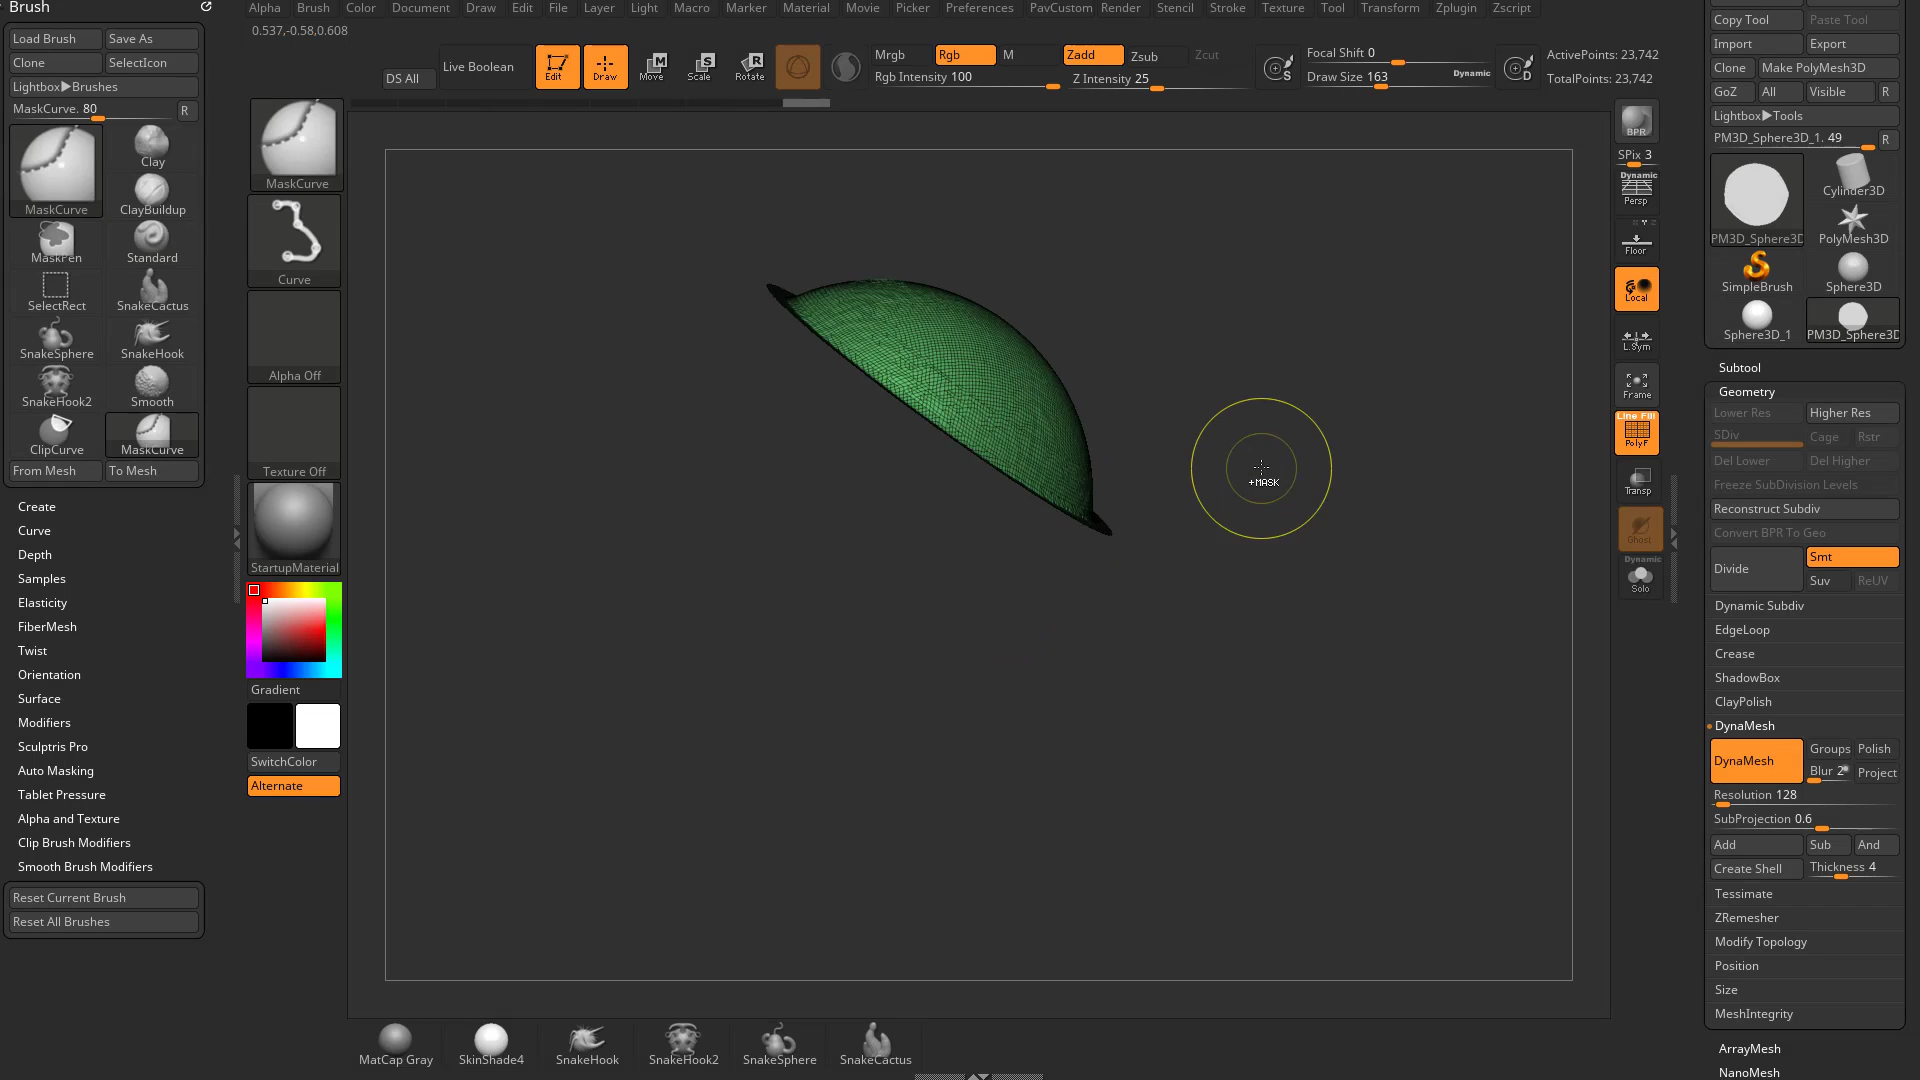 Brush
Load Brush Save As
Clone SelectIcon
Lightbox▶Brushes
MaskCurve. 80 R
MaskCurve
Clay
ClayBuildup
MaskPen Standard
SelectRect SnakeCactus
SnakeSphere SnakeHook
SnakeHook2 Smooth
ClipCurve MaskCurve
From Mesh To Mesh
Create
Curve
Depth
Samples
Elasticity
FiberMesh
Twist
Orientation
Surface
Modifiers
Sculptris Pro
Auto Masking
Tablet Pressure
Alpha and Texture
Clip Brush Modifiers
Smooth Brush Modifiers
Reset Current Brush
Reset All Brushes
Alpha Brush Color Document Draw Edit File Layer Light Macro Marker Material Movie Picker Preferences PavCustom Render Stencil Stroke Texture Tool Transform Zplugin Zscript
0.537,-0.58,0.608
DS All
Live Boolean
Edit Draw Move Scale Rotate
Mrgb Rgb M
Rgb Intensity 100
Zadd Zsub Zcut
Z Intensity 25
S
Focal Shift 0
Draw Size 163 Dynamic
D
ActivePoints: 23,742
TotalPoints: 23,742
MaskCurve
Curve
Alpha Off
Texture Off
StartupMaterial
Gradient
SwitchColor
Alternate
+MASK
BPR
SPix 3
Dynamic
Persp
Floor
Local
L.Sym
Frame
Line Fill
PolyF
Transp
Ghost
Dynamic
Solo
MatCap Gray SkinShade4 SnakeHook SnakeHook2 SnakeSphere SnakeCactus
Copy Tool Paste Tool
Import Export
Clone Make PolyMesh3D
GoZ All Visible R
Lightbox▶Tools
PM3D_Sphere3D_1. 49 R
PM3D_Sphere3D
Cylinder3D
PolyMesh3D
SimpleBrush Sphere3D
Sphere3D_1 PM3D_Sphere3D
Subtool
Geometry
Lower Res Higher Res
SDiv Cage Rstr
Del Lower Del Higher
Freeze SubDivision Levels
Reconstruct Subdiv
Convert BPR To Geo
Divide Smt
Suv ReUV
Dynamic Subdiv
EdgeLoop
Crease
ShadowBox
ClayPolish
DynaMesh
DynaMesh Groups Polish
Blur 2 Project
Resolution 128
SubProjection 0.6
Add Sub And
Create Shell Thickness 4
Tessimate
ZRemesher
Modify Topology
Position
Size
MeshIntegrity
ArrayMesh
NanoMesh